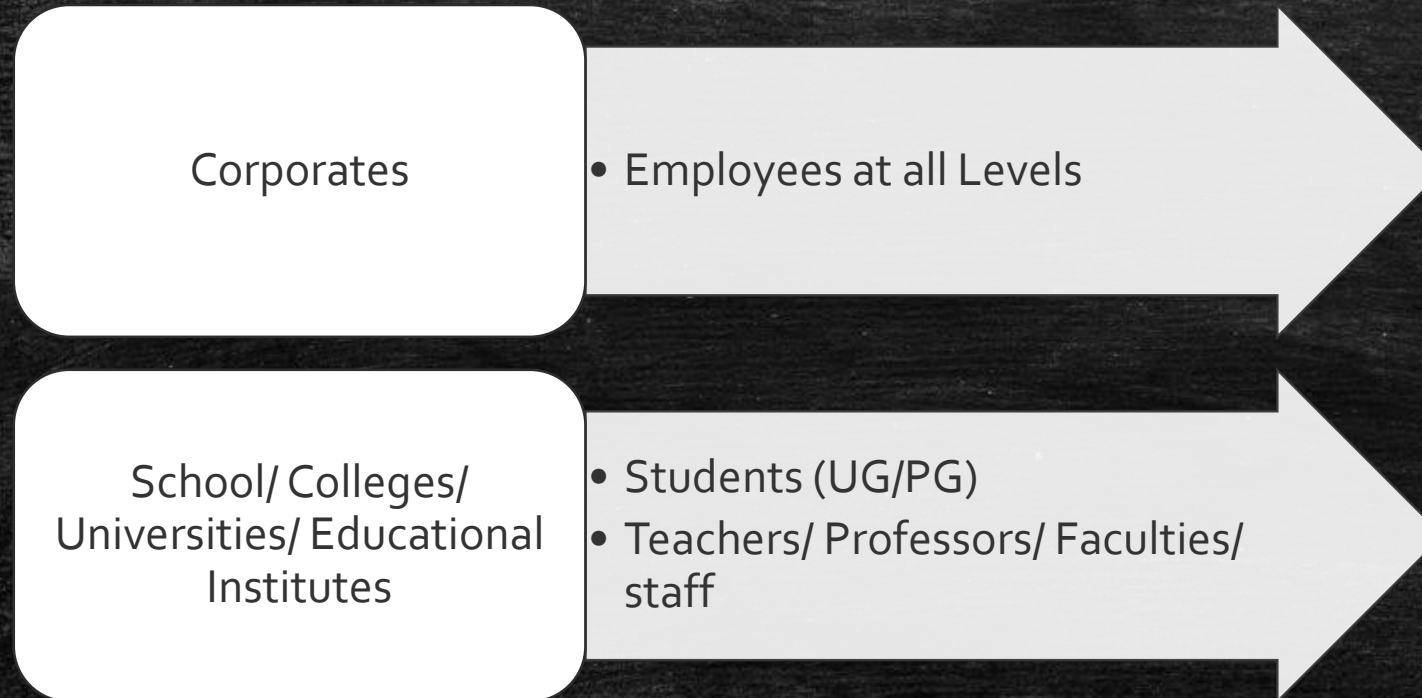 Corporates
• Employees at all Levels
School/ Colleges/
Universities/ Educational
Institutes
• Students (UG/PG)
• Teachers/ Professors/ Faculties/
staff